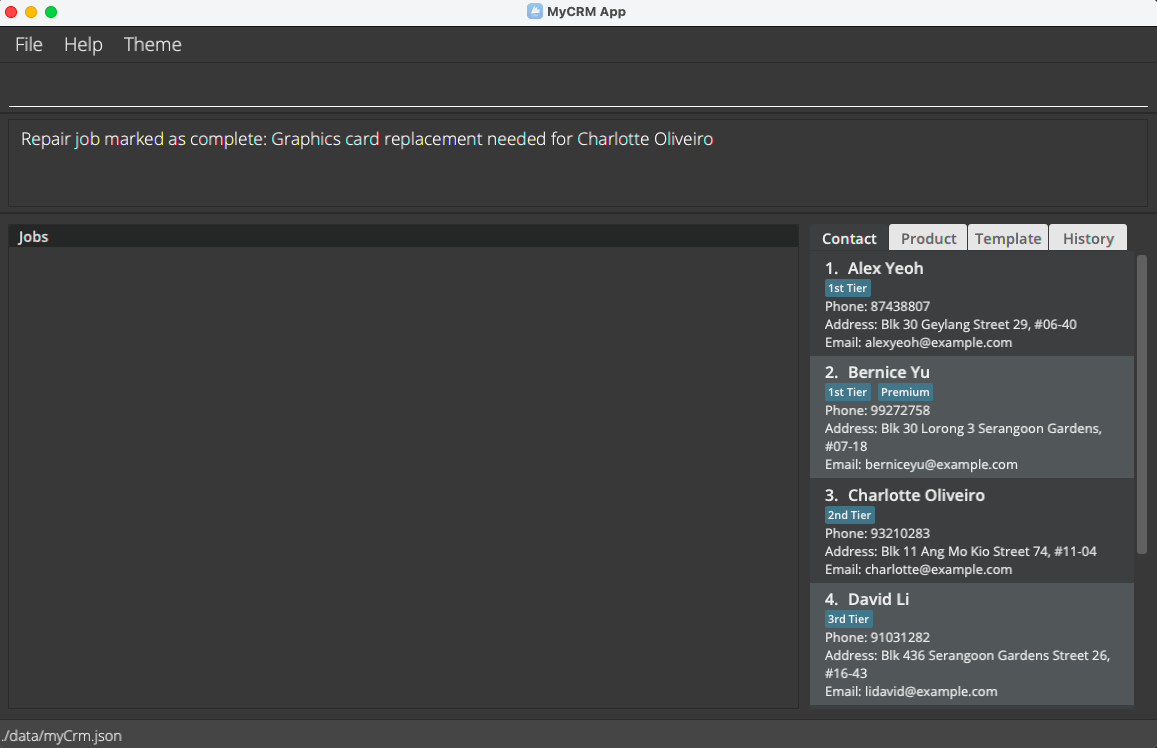 MyCRM App
File Help Theme
Repair job marked as complete: Graphics card replacement needed for Charlotte Oliveiro
Jobs
Contact Product Template History
1. Alex Yeoh
1st Tier
Phone: 87438807
Address: Blk 30 Geylang Street 29, #06-40
Email: alexyeoh@example.com
2. Bernice Yu
1st Tier Premium
Phone: 99272758
Address: Blk 30 Lorong 3 Serangoon Gardens,
#07-18
Email: berniceyu@example.com
3. Charlotte Oliveiro
2nd Tier
Phone: 93210283
Address: Blk 11 Ang Mo Kio Street 74, #11-04
Email: charlotte@example.com
4. David Li
3rd Tier
Phone: 91031282
Address: Blk 436 Serangoon Gardens Street 26,
#16-43
Email: lidavid@example.com
./data/myCrm.json